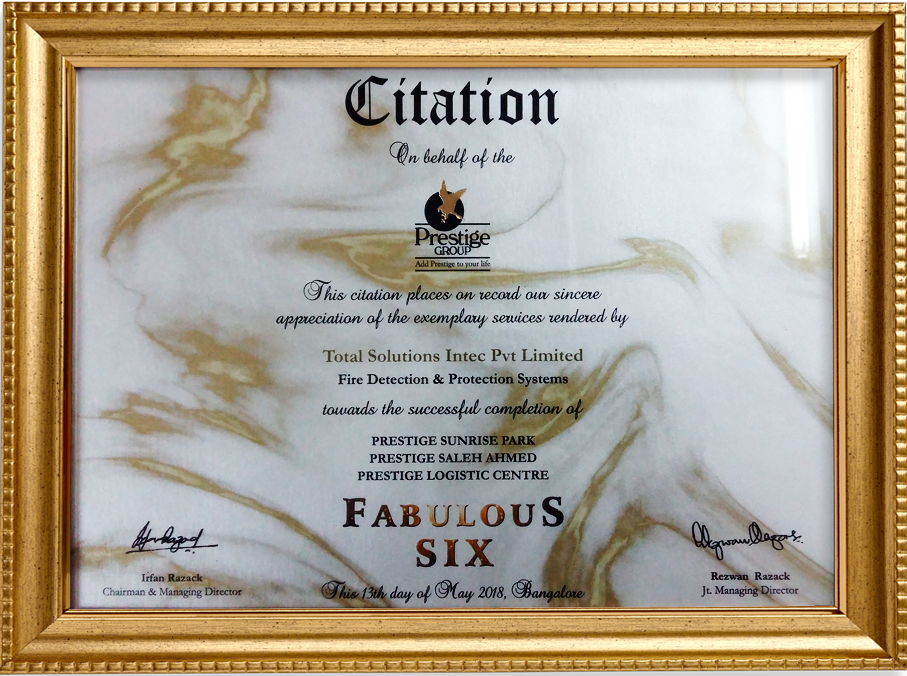 Citation
On behalf of the
Prestige
GROUP
Add Prestige to your life
This citation places on record our sincere
appreciation of the exemplary services rendered by
Total Solutions Intec Pvt Limited
Fire Detection & Protection Systems
towards the successful completion of
PRESTIGE SUNRISE PARK
PRESTIGE SALEH AHMED
PRESTIGE LOGISTIC CENTRE
FABULOUS
SIX
Irfan Razack
Chairman & Managing Director
Rezwan Razack
Jt. Managing Director
This 13th day of May 2018, Bangalore